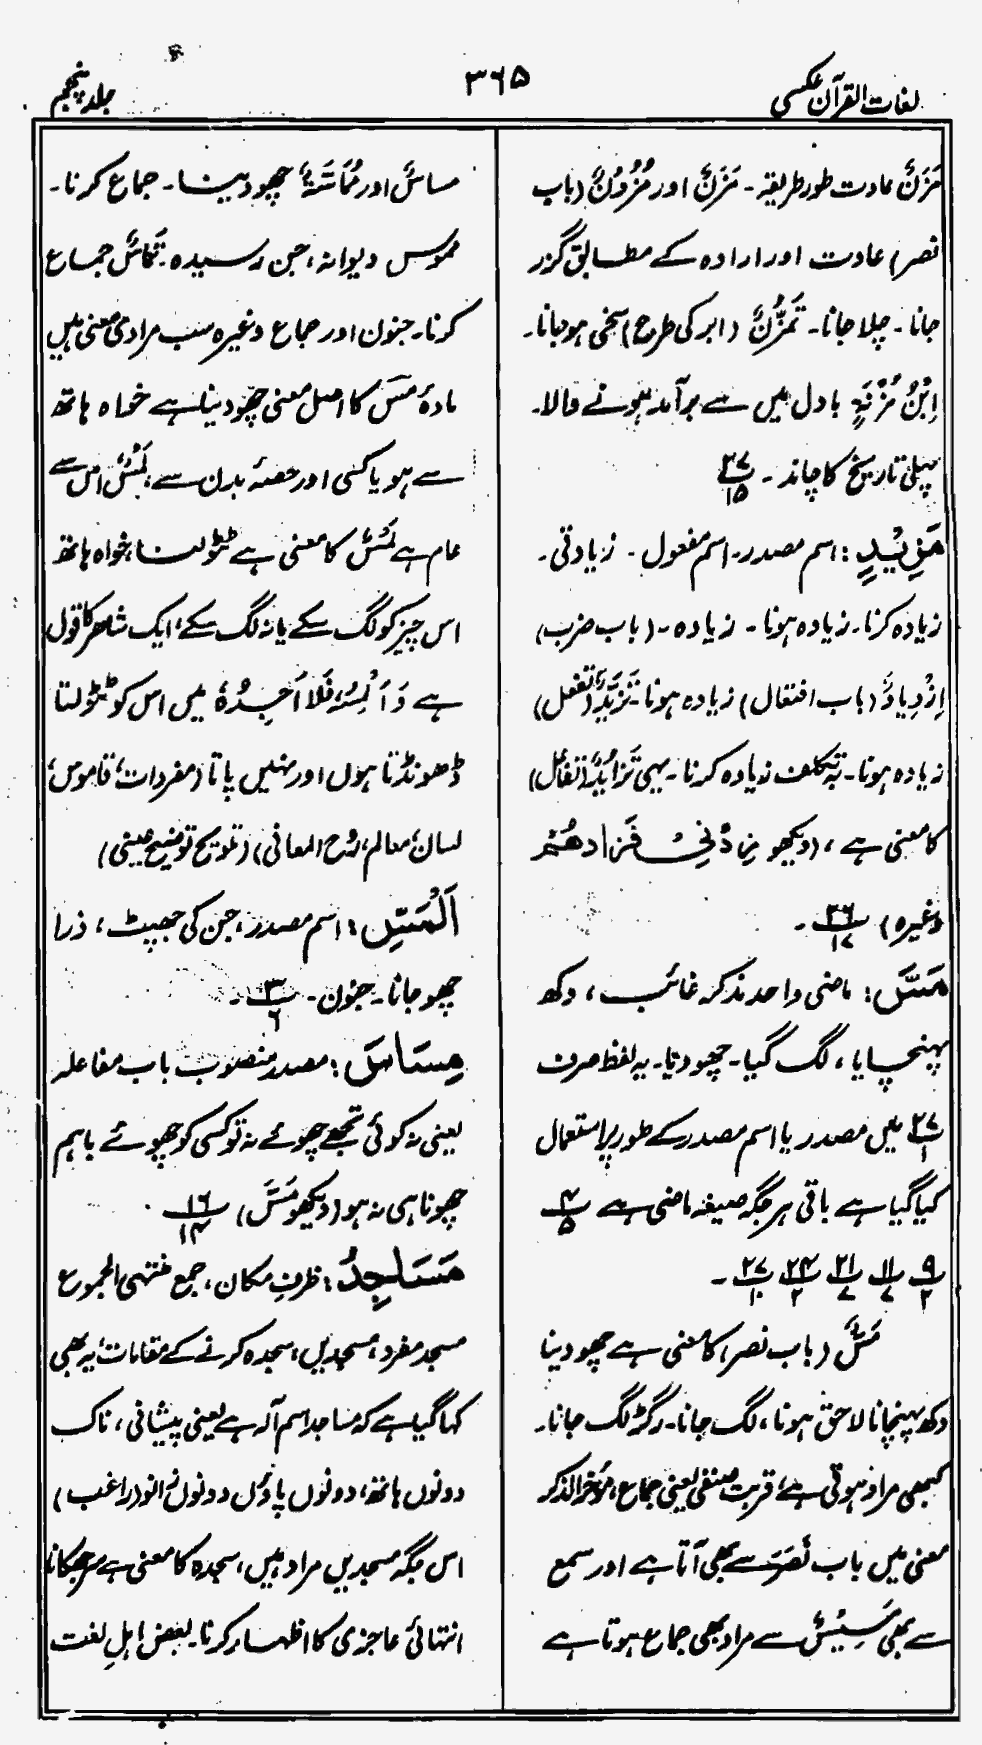 لغات القرآن عکسی
۳۶۵
جلد پنجم
مَزَنٌ عادت طور طریقہ۔ مَزَنٌ اور مُزُونٌ (باب
نصر) عادت اور ارادہ کے مطابق گزر
جانا۔ چلا جانا۔ تَمَزُّنٌ (ابر کی طرح) سخی ہوجانا۔
اِبْنُ مُزْنَۃٍ بادل میں سے برآمد ہونے والا۔
پہلی تاریخ کا چاند۔ ۲۷/۱۵
مَزِیْدٍ: اسم مصدر۔ اسم مفعول۔ زیادتی۔
زیادہ کرنا۔ زیادہ ہونا۔ زیادہ۔ (باب ضرب)
اِزْدِیادٌ (باب افتعال) زیادہ ہونا۔ تَزَیُّدٌ (تفعل)
زیادہ ہونا۔ بہ تکلف زیادہ کرنا۔ یہی تَزَایُدٌ (تفاعل)
کا معنی ہے، (دیکھو زِدْنِیْ فَزَادَهُمْ
وغیرہ) ۲۶/۱۷۔
مَسَّ: ماضی واحد مذکر غائب، دکھ
پہنچایا، لگ گیا۔ چھو دیا۔ یہ لفظ صرف
۲۷/۱۰ میں مصدر یا اسم مصدر کے طور پر استعمال
کیا گیا ہے باقی ہر جگہ صیغہ ماضی ہے ۴/۵
۹/۲ ۱۱/۷ ۲۱/۷ ۲۴/۲ ۲۷/۱۰۔
مَسٌّ (باب نصر) کا معنی ہے چھو دینا
دکھ پہنچانا لاحق ہونا، لگ جانا۔ رگڑ لگ جانا۔
کبھی مراد ہوتی ہے، قربت صنفی یعنی جماع، مؤخر الذکر
معنی میں باب نَصَرَ سے بھی آتا ہے اور سمع
سے بھی مَسِیْسٌ سے مراد بھی جماع ہوتا ہے
مساسٌ اور مُمَاسَّۃٌ چھو دینا۔ جماع کرنا۔
ممسوس دیوانہ، جن رسیدہ۔ تَمَاسٌّ جماع
کرنا۔ جنون اور جماع وغیرہ سب مرادی معنی ہیں
مادۂ مَسّ کا اصل معنی چھو دینا ہے خواہ ہاتھ
سے ہو یا کسی اور حصۂ بدن سے، لَمْسٌ اس سے
عام ہے لَمْسٌ کا معنی ہے ٹٹولنا، خواہ ہاتھ
اس چیز کو لگ سکے یا نہ لگ سکے، ایک شاعر کا قول
ہے وَاَلْمِسُہٗ فَلَا اَجِدُہٗ میں اس کو ٹٹولتا
ڈھونڈتا ہوں اور نہیں پاتا (مفردات، قاموس،
لسان، معالم، روح المعانی) (تلویح توضیح عینی)
اَلْمَسِّ: اسم مصدر، جن کی جھپٹ، ذرا
چھو جانا۔ جنون۔ ۳/۶۔
مِسَاسَ: مصدر منصوب باب مفاعلہ
یعنی نہ کوئی تجھے چھوئے نہ تو کسی کو چھوئے باہم
چھونا ہی نہ ہو (دیکھو مَسَّ) ۱۶/۱۴
مَسَاجِدُ: ظرف مکان، جمع منتہی الجموع
مسجد مفرد، مسجدیں، سجدہ کرنے کے مقامات، یہ بھی
کہا گیا ہے کہ مساجد اسم آلہ ہے یعنی پیشانی، ناک
دونوں ہاتھ، دونوں پاؤں دونوں زانو (راغب)
اس جگہ مسجدیں مراد ہیں، سجدہ کا معنی ہے سر جھکانا
انتہائی عاجزی کا اظہار کرنا۔ بعض اہلِ لغت